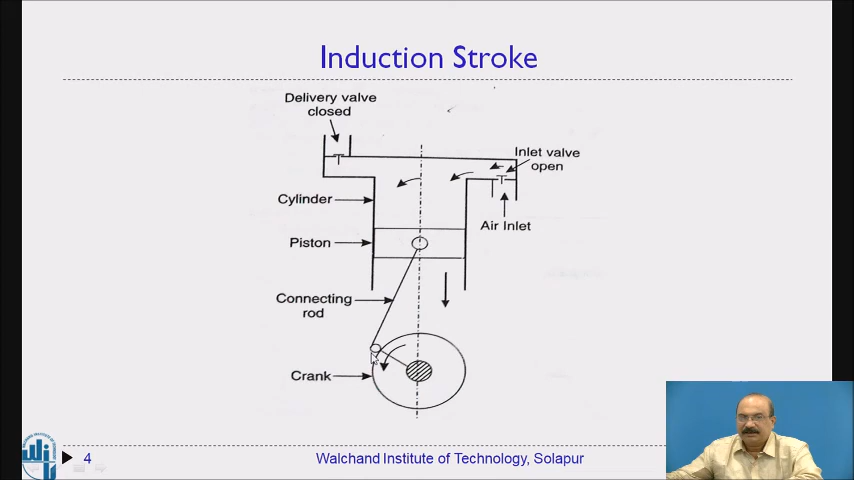 Induction Stroke
Delivery valve
closed
Inlet valve
open
Cylinder
Air Inlet
Piston
Connecting
rod
Crank
4
Walchand Institute of Technology, Solapur